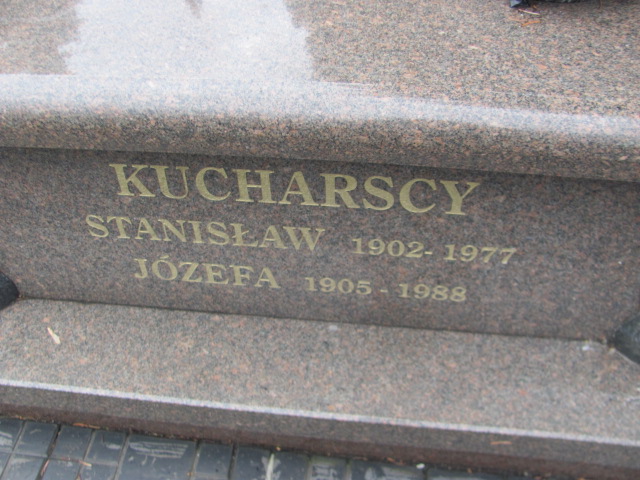 KUCHARSCY
STANISŁAW 1902-1977
JÓZEFA 1905-1988